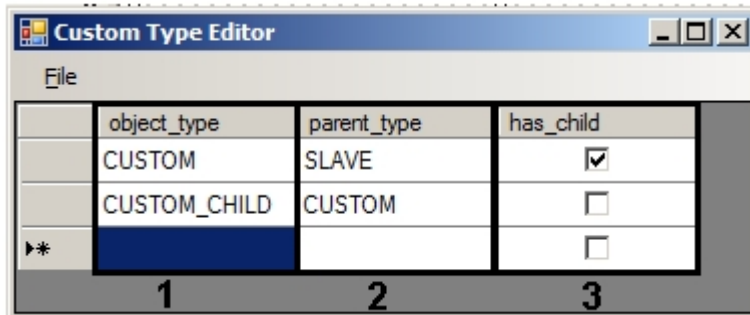 Custom Type Editor
File
object_type parent_type has_child
CUSTOM SLAVE
CUSTOM_CHILD CUSTOM
1 2 3